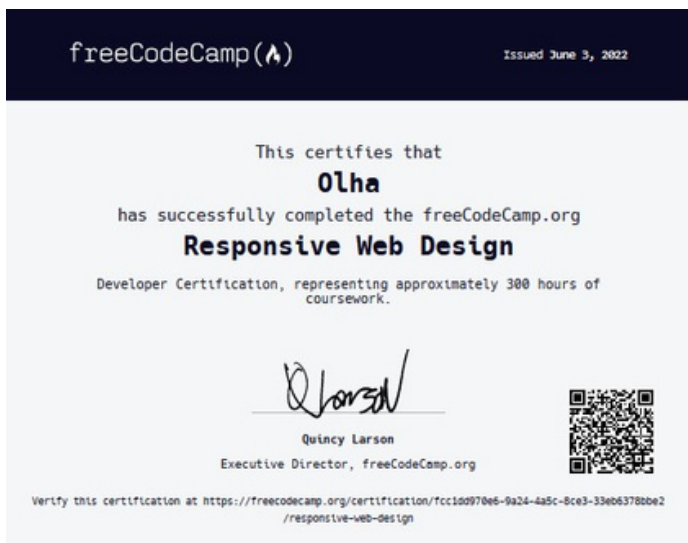 freeCodeCamp(🔥)
Issued June 3, 2022
This certifies that
Olha
has successfully completed the freeCodeCamp.org
Responsive Web Design
Developer Certification, representing approximately 300 hours of
coursework.
Q Larson
Quincy Larson
Executive Director, freeCodeCamp.org
Verify this certification at https://freecodecamp.org/certification/fcc1dd970e6-9a24-4a5c-8ce3-33eb6378bbe2
/responsive-web-design